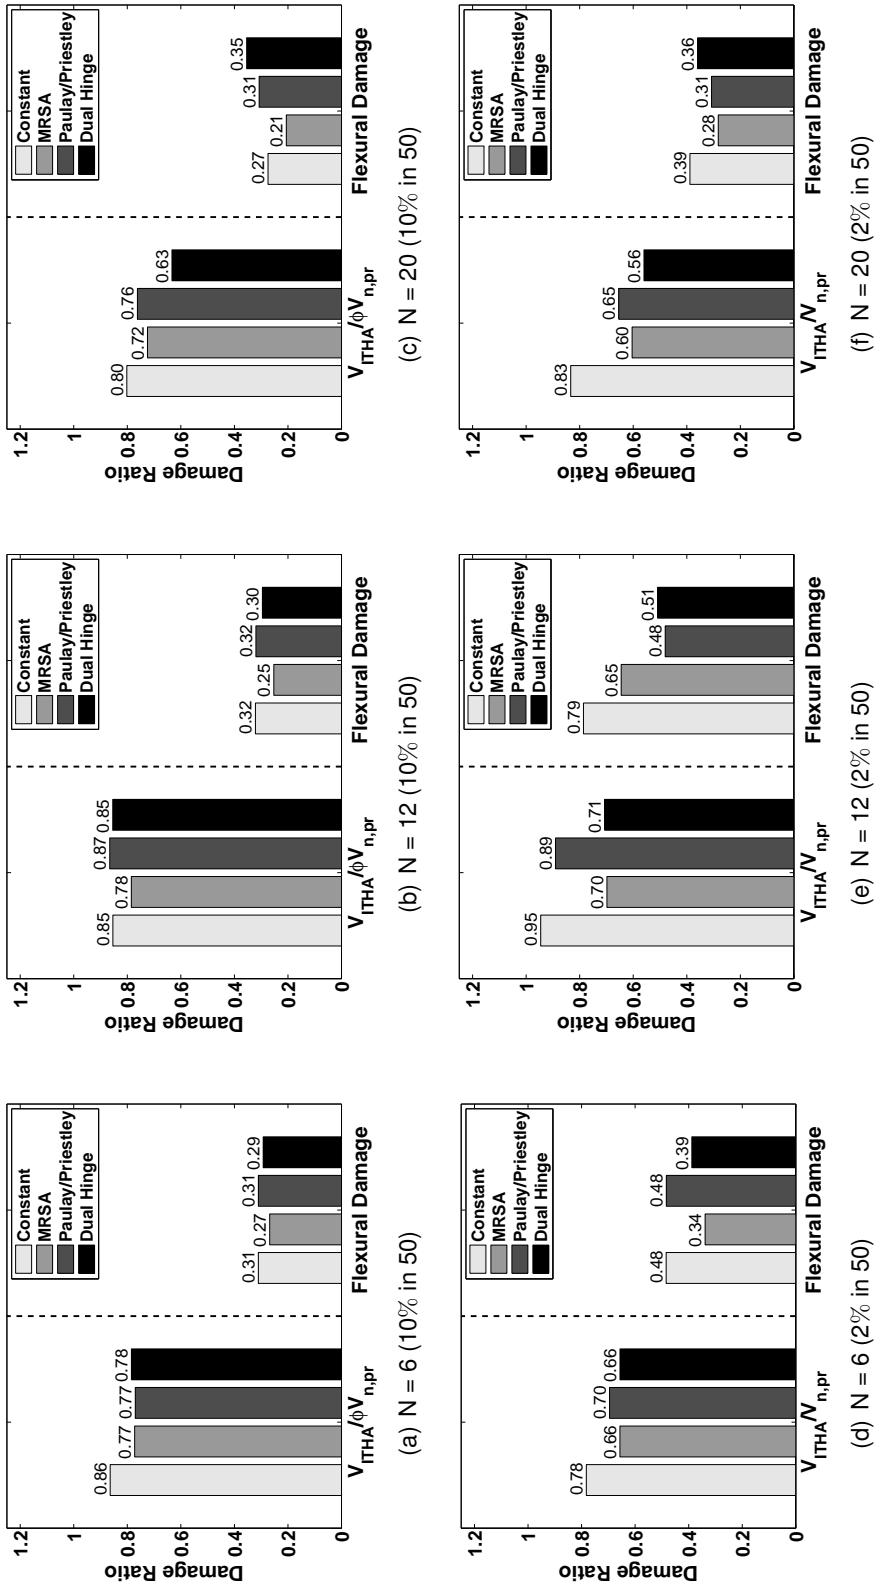 1.2
1
0.8
0.6
0.4
0.2
0
Damage Ratio
0.86
0.77
0.77
0.78
0.31
0.27
0.31
0.29
Constant
MRSA
Paulay/Priestley
Dual Hinge
V_ITHA/ϕV_n,pr
Flexural Damage
(a) N = 6 (10% in 50)
1.2
1
0.8
0.6
0.4
0.2
0
Damage Ratio
0.85
0.78
0.87
0.85
0.32
0.25
0.32
0.30
Constant
MRSA
Paulay/Priestley
Dual Hinge
V_ITHA/ϕV_n,pr
Flexural Damage
(b) N = 12 (10% in 50)
1.2
1
0.8
0.6
0.4
0.2
0
Damage Ratio
0.80
0.72
0.76
0.63
0.27
0.21
0.31
0.35
Constant
MRSA
Paulay/Priestley
Dual Hinge
V_ITHA/ϕV_n,pr
Flexural Damage
(c) N = 20 (10% in 50)
1.2
1
0.8
0.6
0.4
0.2
0
Damage Ratio
0.78
0.66
0.70
0.66
0.48
0.34
0.48
0.39
Constant
MRSA
Paulay/Priestley
Dual Hinge
V_ITHA/V_n,pr
Flexural Damage
(d) N = 6 (2% in 50)
1.2
1
0.8
0.6
0.4
0.2
0
Damage Ratio
0.95
0.70
0.89
0.71
0.79
0.65
0.48
0.51
Constant
MRSA
Paulay/Priestley
Dual Hinge
V_ITHA/V_n,pr
Flexural Damage
(e) N = 12 (2% in 50)
1.2
1
0.8
0.6
0.4
0.2
0
Damage Ratio
0.83
0.60
0.65
0.56
0.39
0.28
0.31
0.36
Constant
MRSA
Paulay/Priestley
Dual Hinge
V_ITHA/V_n,pr
Flexural Damage
(f) N = 20 (2% in 50)